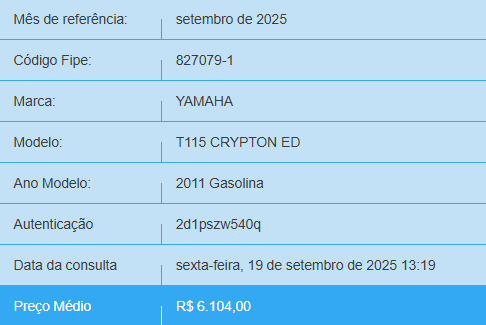 Mês de referência: setembro de 2025
Código Fipe: 827079-1
Marca: YAMAHA
Modelo: T115 CRYPTON ED
Ano Modelo: 2011 Gasolina
Autenticação 2d1pszw540q
Data da consulta sexta-feira, 19 de setembro de 2025 13:19
Preço Médio R$ 6.104,00